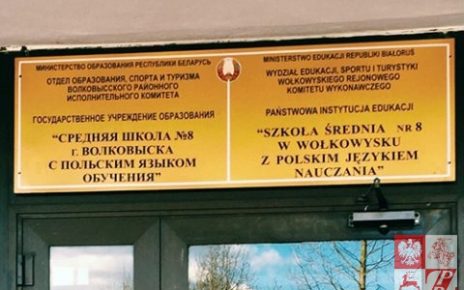 МИНИСТЕРСТВО ОБРАЗОВАНИЯ РЕСПУБЛИКИ БЕЛАРУСЬ
ОТДЕЛ ОБРАЗОВАНИЯ, СПОРТА И ТУРИЗМА
ВОЛКОВЫССКОГО РАЙОННОГО
ИСПОЛНИТЕЛЬНОГО КОМИТЕТА
ГОСУДАРСТВЕННОЕ УЧРЕЖДЕНИЕ ОБРАЗОВАНИЯ
"СРЕДНЯЯ ШКОЛА №8
г. ВОЛКОВЫСКА
С ПОЛЬСКИМ ЯЗЫКОМ
ОБУЧЕНИЯ"
MINISTERSTWO EDUKACJI REPUBLIKI BIAŁORUŚ
WYDZIAŁ EDUKACJI, SPORTU I TURYSTYKI
WOŁKOWYSKIEGO REJONOWEGO
KOMITETU WYKONAWCZEGO
PAŃSTWOWA INSTYTUCJA EDUKACJI
"SZKOŁA ŚREDNIA NR 8
W WOŁKOWYSKU
Z POLSKIM JĘZYKIEM
NAUCZANIA"